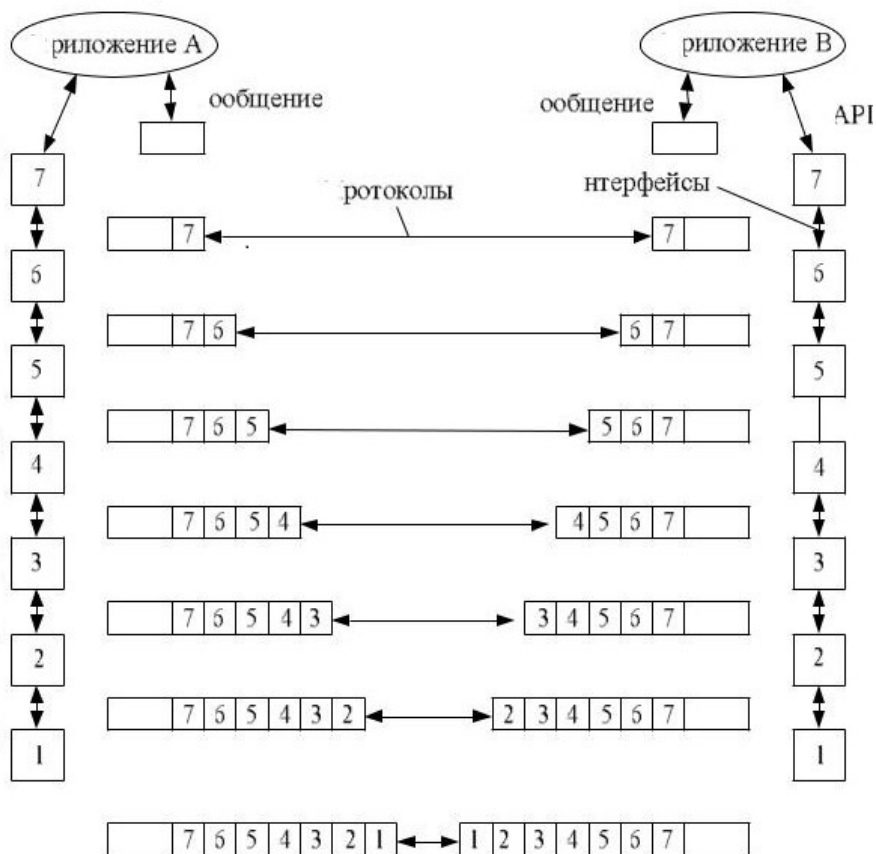 риложение А
риложение В
ообщение
ообщение
API
7
ротоколы
нтерфейсы
7
7
7
6
6
7 6
6 7
5
5
7 6 5
5 6 7
4
4
7 6 5 4
4 5 6 7
3
3
7 6 5 4 3
3 4 5 6 7
2
2
7 6 5 4 3 2
2 3 4 5 6 7
1
1
7 6 5 4 3 2 1
1 2 3 4 5 6 7